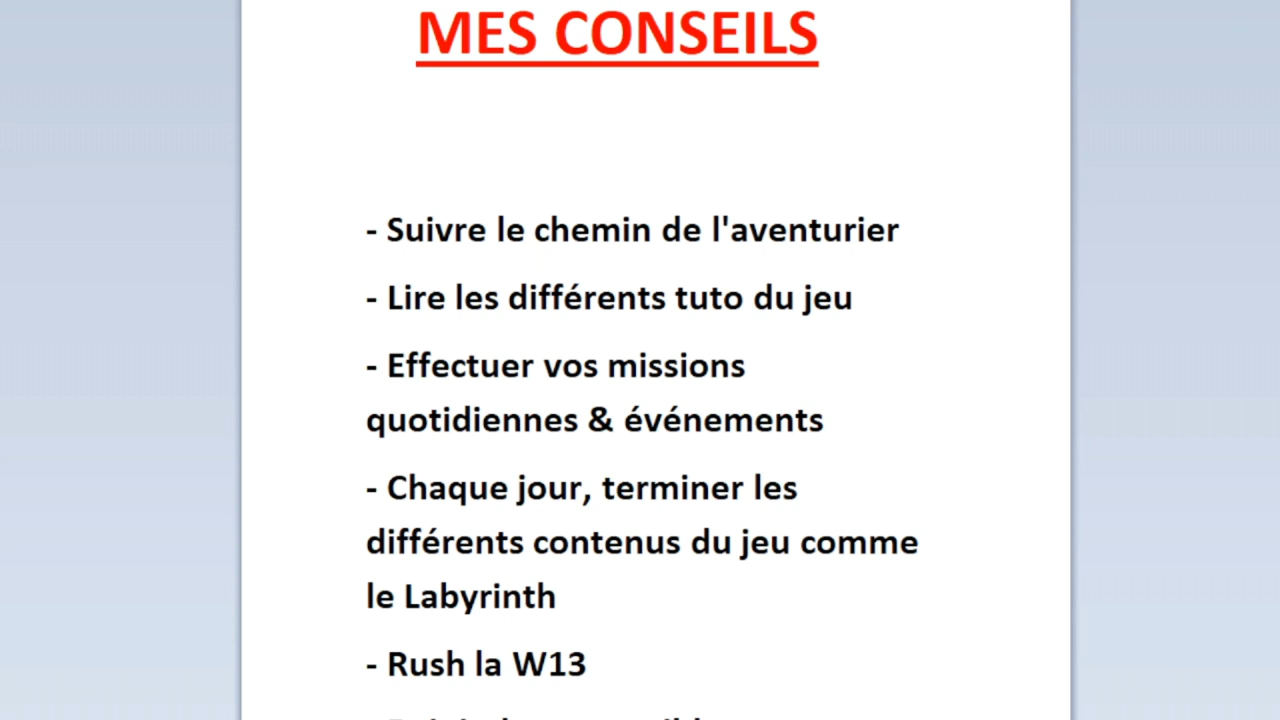 MES CONSEILS
- Suivre le chemin de l'aventurier
- Lire les différents tuto du jeu
- Effectuer vos missions
quotidiennes & événements
- Chaque jour, terminer les
différents contenus du jeu comme
le Labyrinth
- Rush la W13